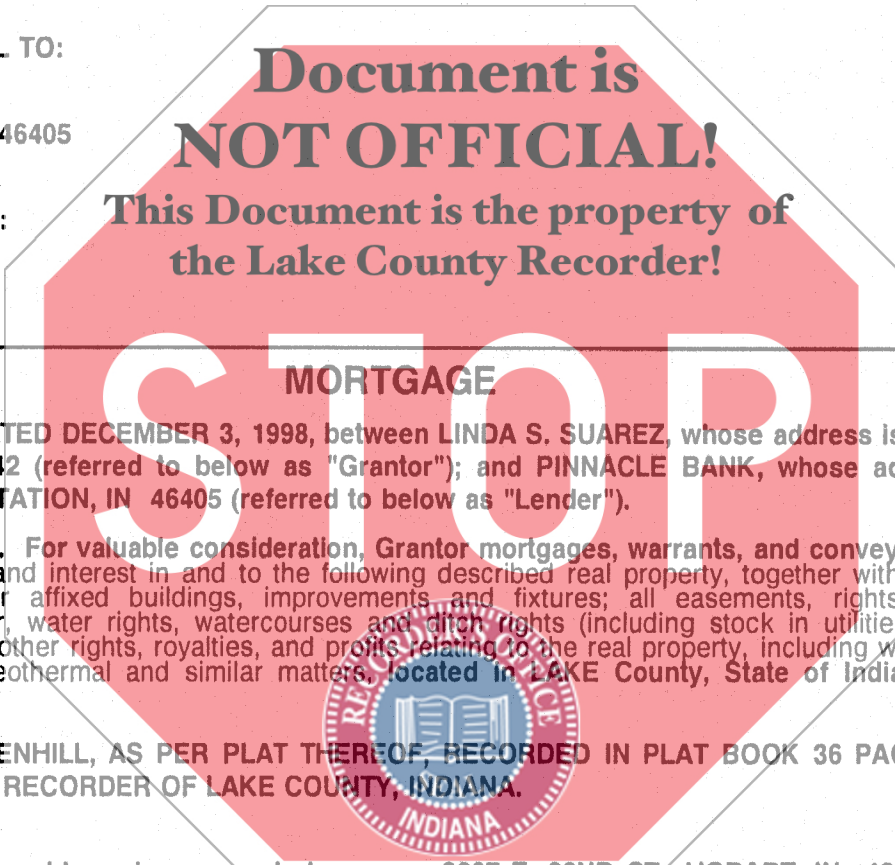 TO:
Document is
NOT OFFICIAL!
46405
This Document is the property of
:
the Lake County Recorder!
STOP
MORTGAGE
TED DECEMBER 3, 1998, between LINDA S. SUAREZ, whose address is
2 (referred to below as "Grantor"); and PINNACLE BANK, whose ad
TATION, IN 46405 (referred to below as "Lender").
. For valuable consideration, Grantor mortgages, warrants, and convey
and interest in and to the following described real property, together with
r affixed buildings, improvements and fixtures; all easements, rights
, water rights, watercourses and ditch rights (including stock in utilitie
other rights, royalties, and profits relating to the real property, including w
eothermal and similar matters, located in LAKE County, State of India
RECORDER'S OFFICE
ENHILL, AS PER PLAT THEREOF, RECORDED IN PLAT BOOK 36 PAG
RECORDER OF LAKE COUNTY, INDIANA.
INDIANA